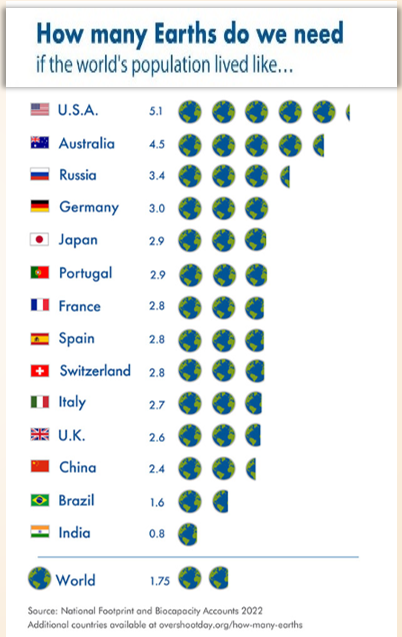 How many Earths do we need
if the world's population lived like...
U.S.A. 5.1
Australia 4.5
Russia 3.4
Germany 3.0
Japan 2.9
Portugal 2.9
France 2.8
Spain 2.8
Switzerland 2.8
Italy 2.7
U.K. 2.6
China 2.4
Brazil 1.6
India 0.8
World 1.75
Source: National Footprint and Biocapacity Accounts 2022
Additional countries available at overshootday.org/how-many-earths